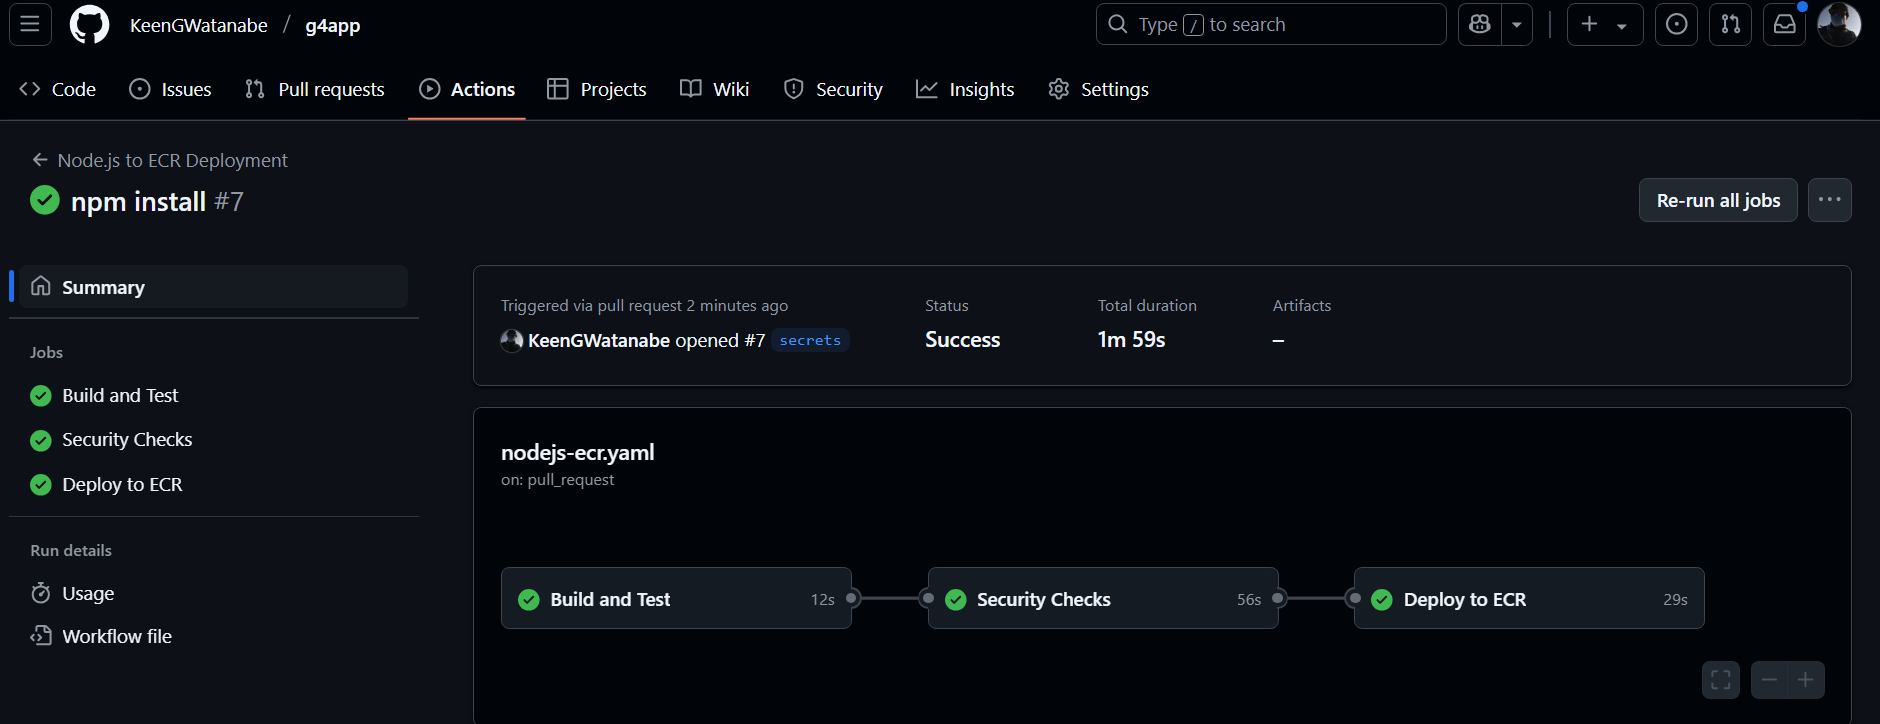 KeenGWatanabe / g4app
Type / to search
Code Issues Pull requests Actions Projects Wiki Security Insights Settings
Node.js to ECR Deployment
npm install #7
Re-run all jobs
Summary
Jobs
Build and Test
Security Checks
Deploy to ECR
Run details
Usage
Workflow file
Triggered via pull request 2 minutes ago
KeenGWatanabe opened #7 secrets
Status
Success
Total duration
1m 59s
Artifacts
–
nodejs-ecr.yaml
on: pull_request
Build and Test 12s
Security Checks 56s
Deploy to ECR 29s